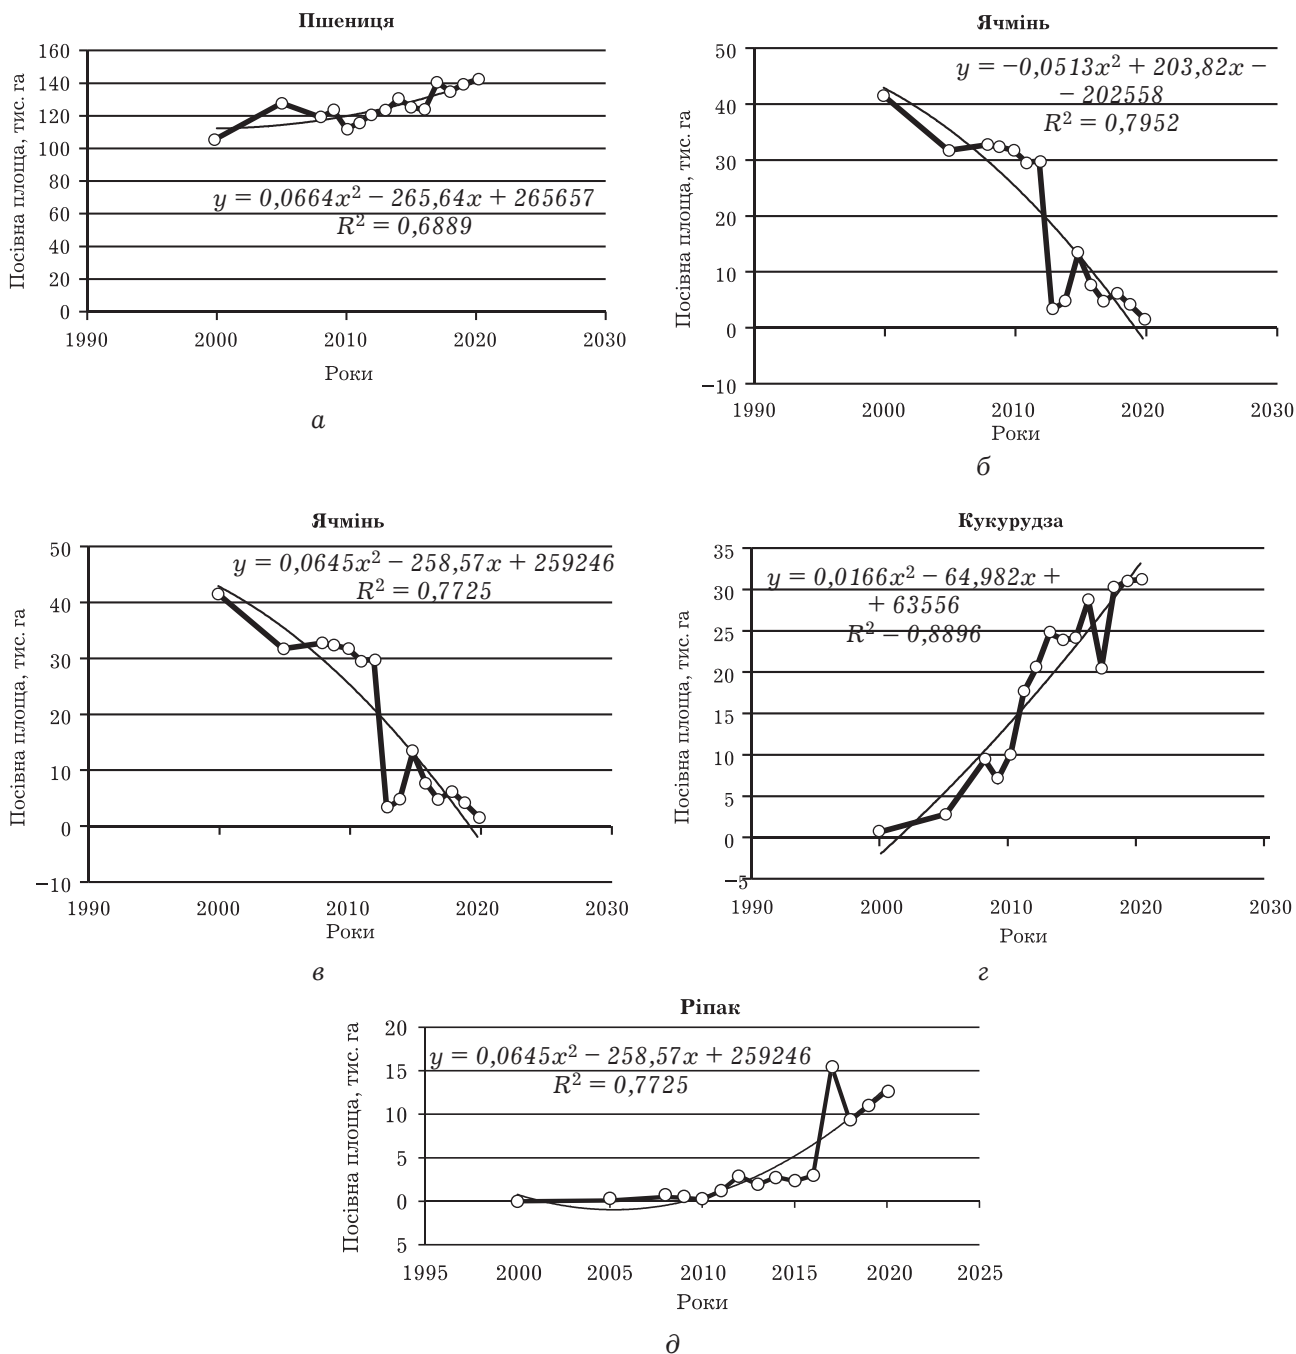 Пшениця
Посівна площа, тис. га
160
140
120
100
80
60
40
20
0
y = 0,0664x² − 265,64x + 265657
R² = 0,6889
1990 2000 2010 2020 2030
Роки
а
Ячмінь
Посівна площа, тис. га
50
40
30
20
10
0
−10
y = −0,0513x² + 203,82x −
− 202558
R² = 0,7952
1990 2000 2010 2020 2030
Роки
б
Ячмінь
Посівна площа, тис. га
50
40
30
20
10
0
−10
y = 0,0645x² − 258,57x + 259246
R² = 0,7725
1990 2000 2010 2020 2030
Роки
в
Кукурудза
Посівна площа, тис. га
35
30
25
20
15
10
5
0
−5
y = 0,0166x² − 64,982x +
+ 63556
R² − 0,8896
1990 2000 2010 2020 2030
Роки
г
Ріпак
Посівна площа, тис. га
20
15
10
5
0
5
y = 0,0645x² − 258,57x + 259246
R² = 0,7725
1995 2000 2005 2010 2015 2020 2025
Роки
д